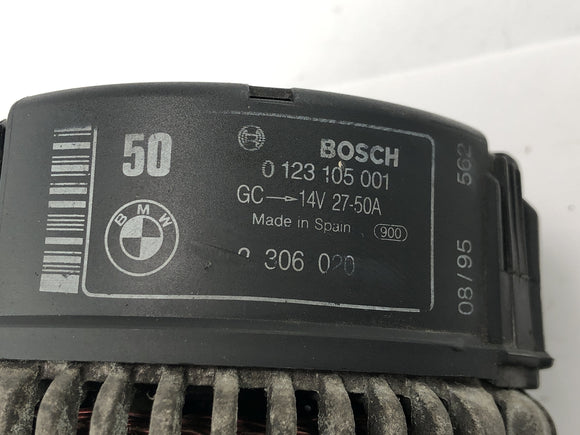 50
BMW
BOSCH
0 123 105 001
GC→14V 27-50A
Made in Spain 900
306 020
08/95 562